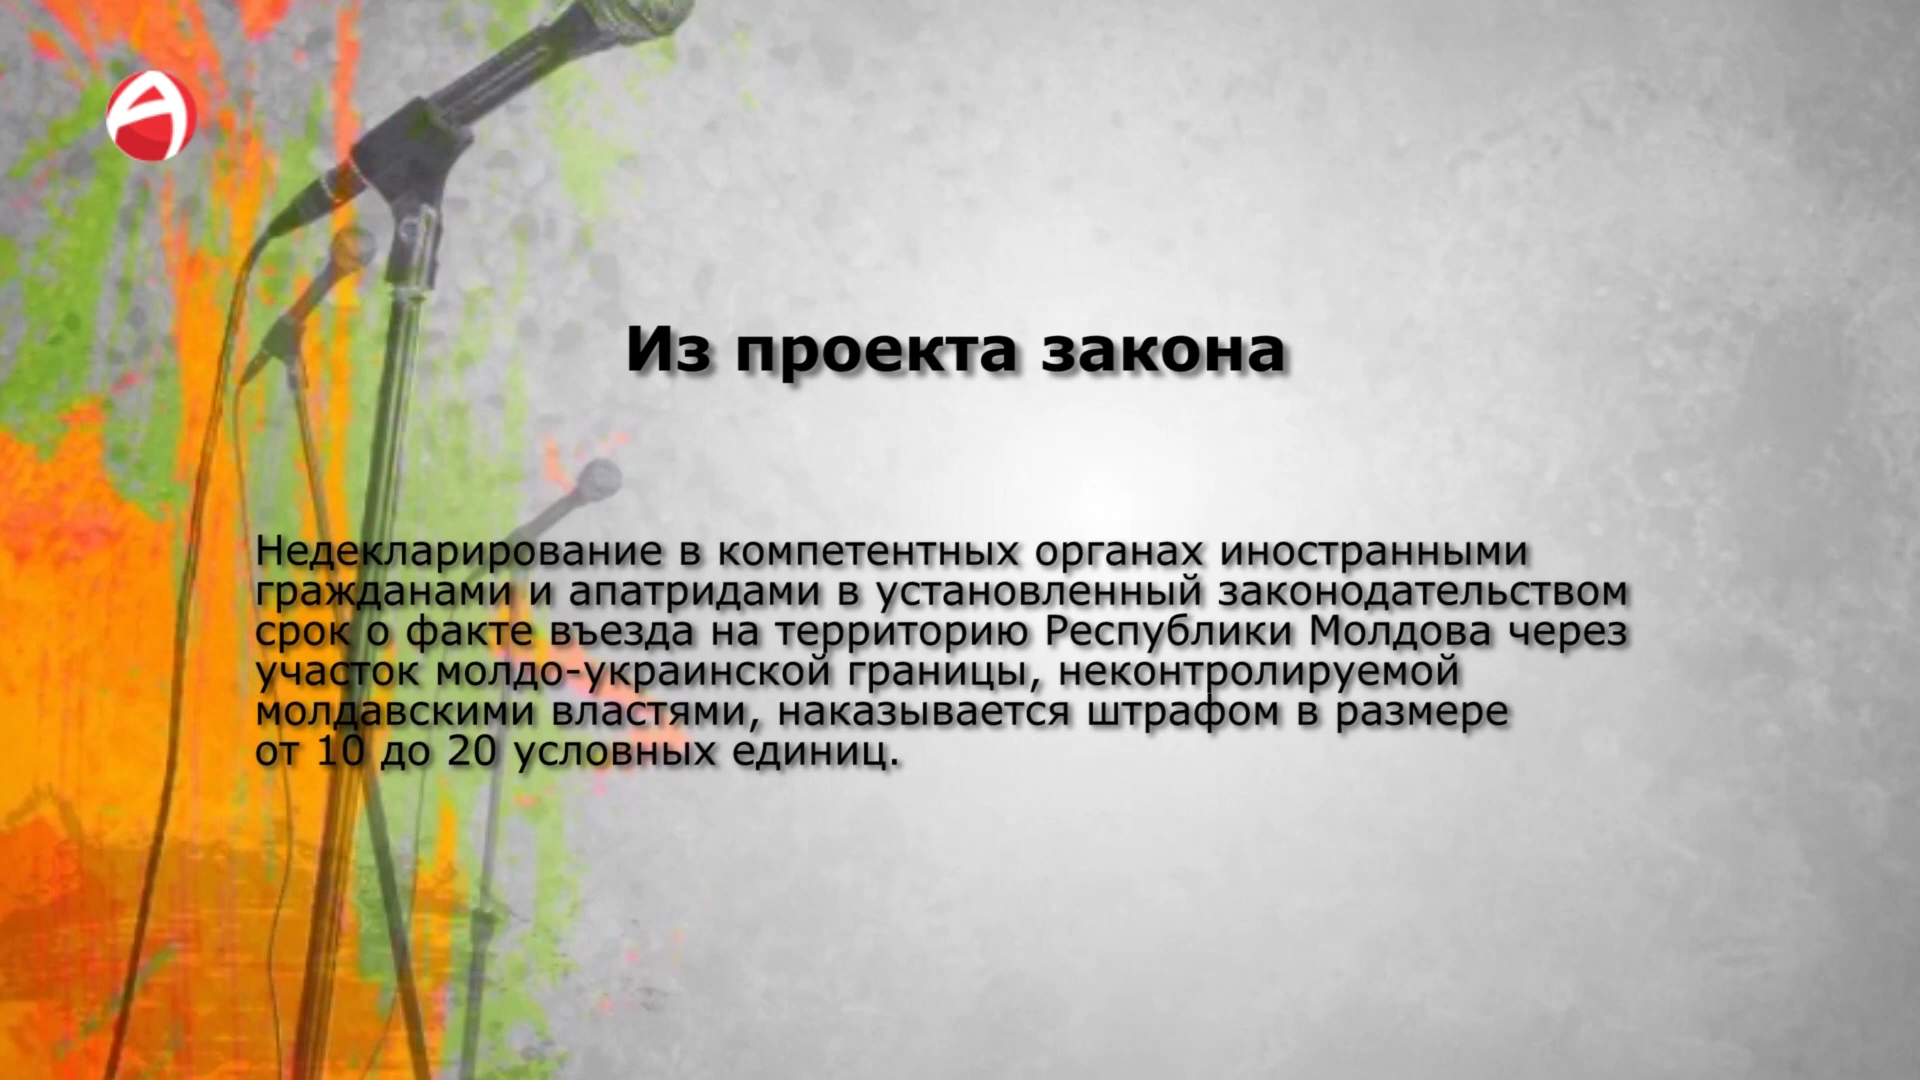 Из проекта закона
Недекларирование в компетентных органах иностранными
гражданами и апатридами в установленный законодательством
срок о факте въезда на территорию Республики Молдова через
участок молдо-украинской границы, неконтролируемой
молдавскими властями, наказывается штрафом в размере
от 10 до 20 условных единиц.